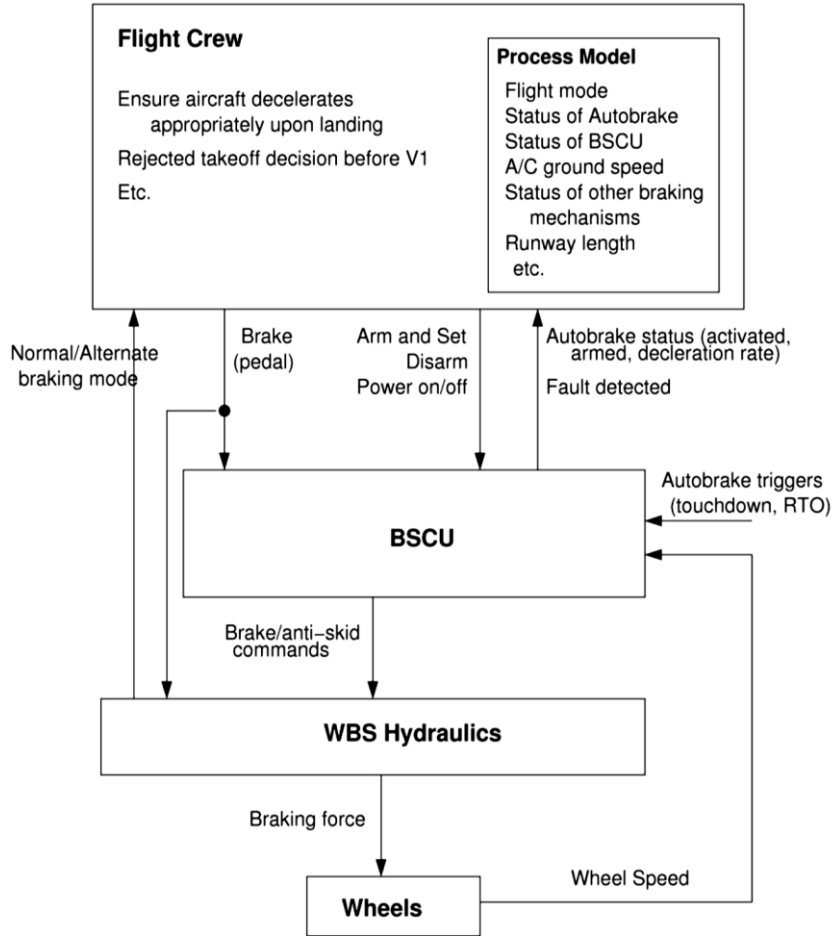 Flight Crew
Ensure aircraft decelerates
appropriately upon landing
Rejected takeoff decision before V1
Etc.
Process Model
Flight mode
Status of Autobrake
Status of BSCU
A/C ground speed
Status of other braking
mechanisms
Runway length
etc.
Normal/Alternate
braking mode
Brake
(pedal)
Arm and Set
Disarm
Power on/off
Autobrake status (activated,
armed, decleration rate)
Fault detected
Autobrake triggers
(touchdown, RTO)
BSCU
Brake/anti-skid
commands
WBS Hydraulics
Braking force
Wheel Speed
Wheels